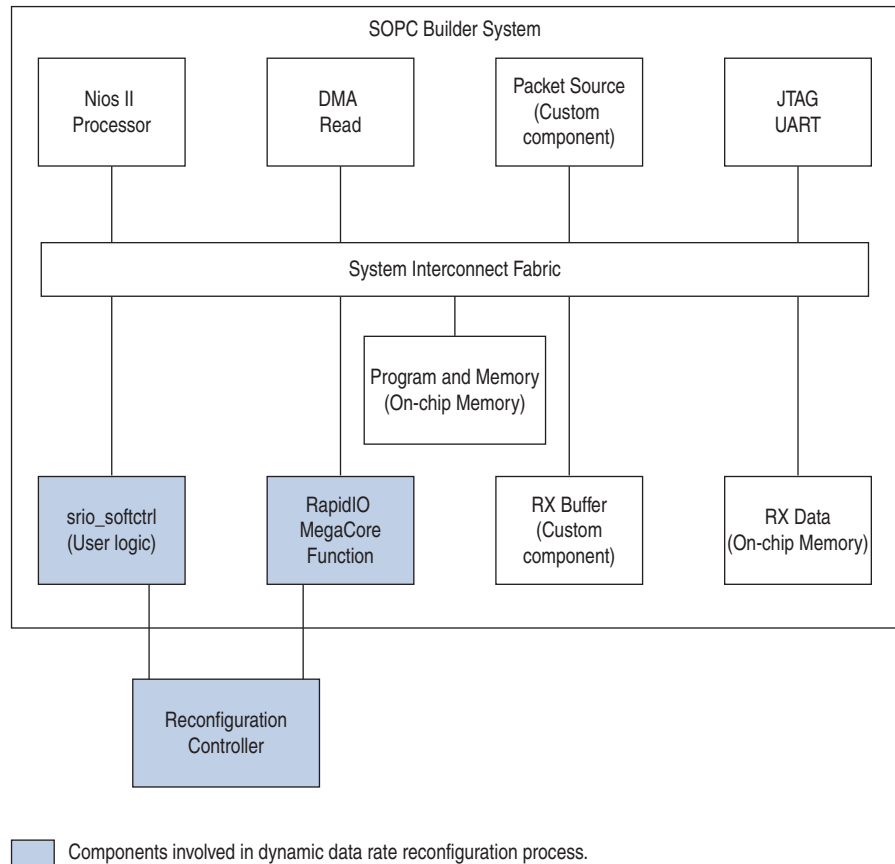 SOPC Builder System
Nios II
Processor
DMA
Read
Packet Source
(Custom
component)
JTAG
UART
System Interconnect Fabric
Program and Memory
(On-chip Memory)
srio_softctrl
(User logic)
RapidIO
MegaCore
Function
RX Buffer
(Custom
component)
RX Data
(On-chip Memory)
Reconfiguration
Controller
Components involved in dynamic data rate reconfiguration process.